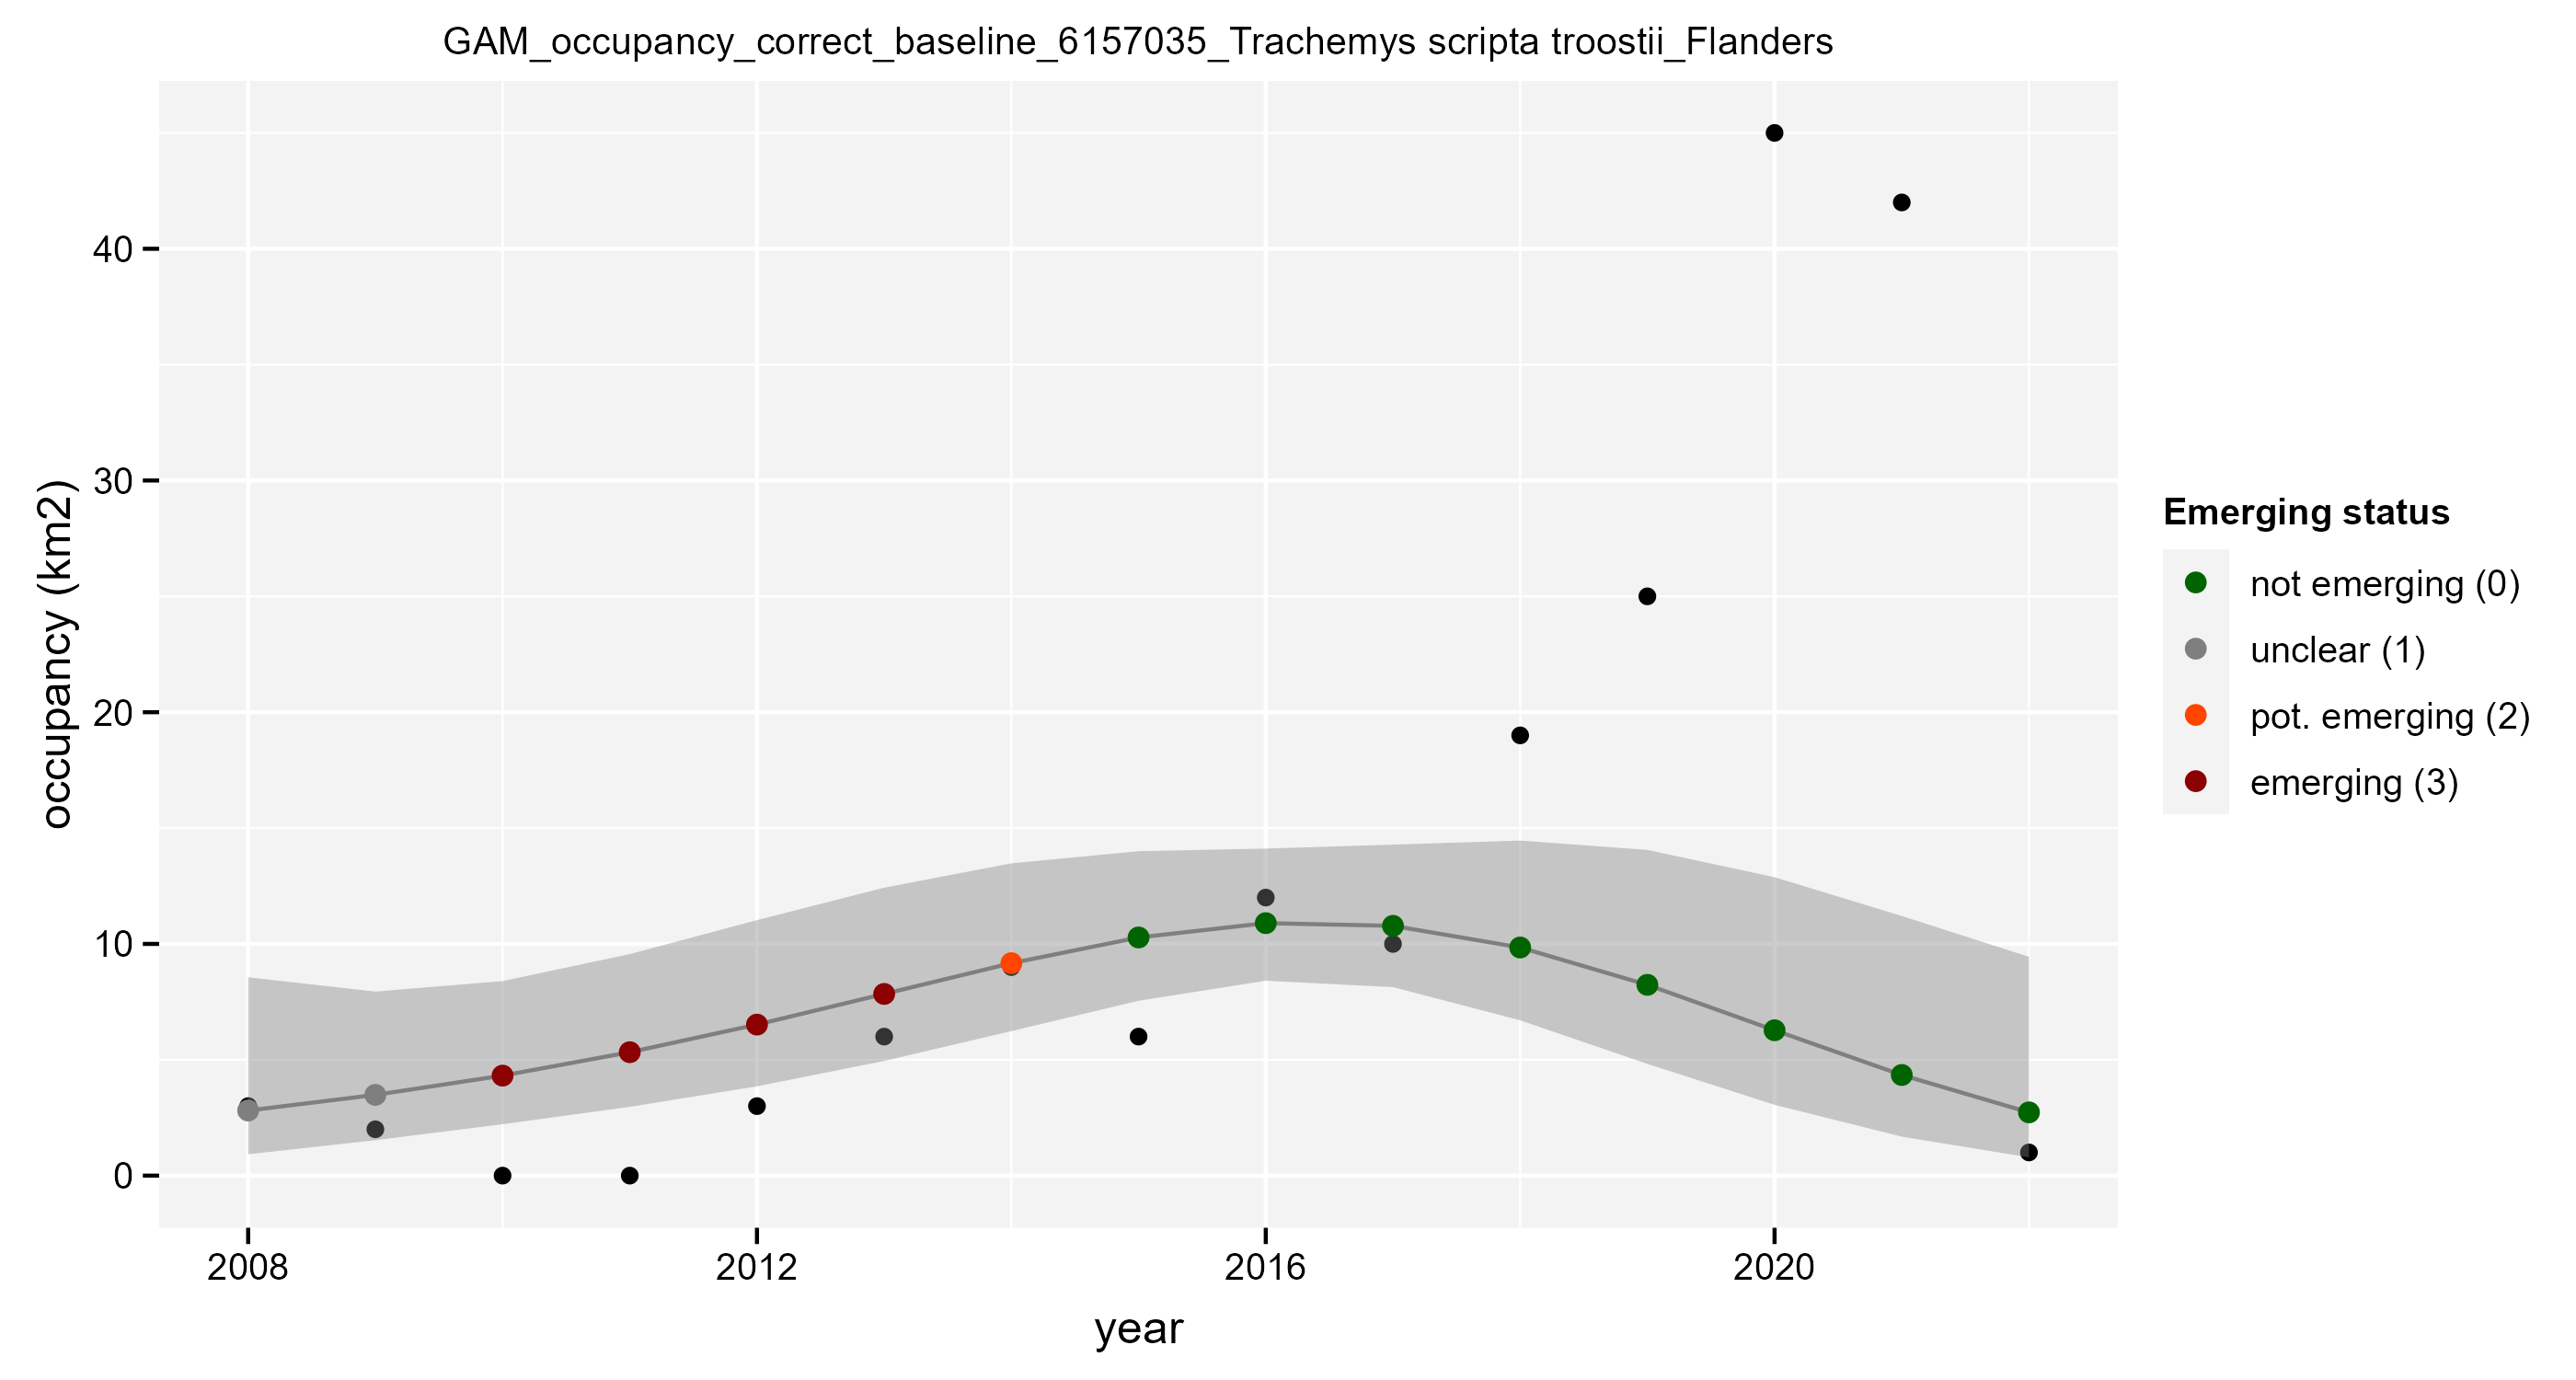 GAM_occupancy_correct_baseline_6157035_Trachemys scripta troostii_Flanders
occupancy (km2)
40
30
20
10
0
2008
2012
2016
2020
year
Emerging status
not emerging (0)
unclear (1)
pot. emerging (2)
emerging (3)